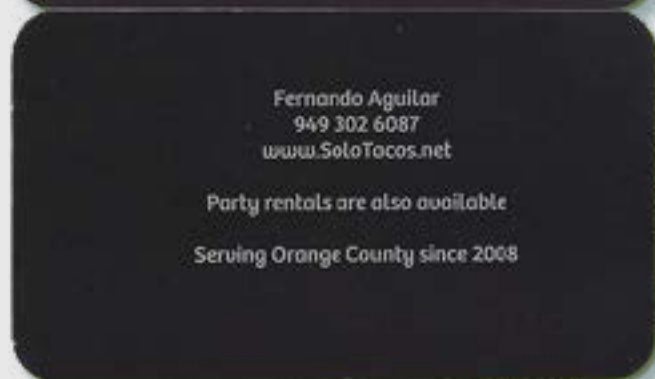 Fernando Aguilar
949 302 6087
www.SoloTacos.net
Party rentals are also available
Serving Orange County since 2008